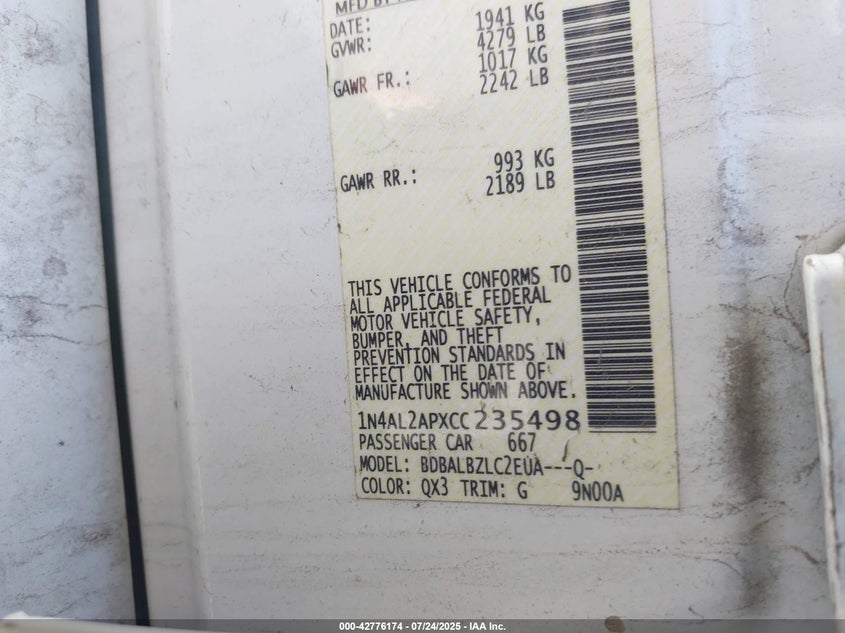 MFD BY
DATE: 1941 KG
GVWR: 4279 LB
1017 KG
GAWR FR.: 2242 LB
993 KG
GAWR RR.: 2189 LB
THIS VEHICLE CONFORMS TO
ALL APPLICABLE FEDERAL
MOTOR VEHICLE SAFETY,
BUMPER, AND THEFT
PREVENTION STANDARDS IN
EFFECT ON THE DATE OF
MANUFACTURE SHOWN ABOVE.
1N4AL2APXCC235498
PASSENGER CAR 667
MODEL: BDBALBZLC2EUA---Q-
COLOR: QX3 TRIM: G 9N00A
000-42776174 - 07/24/2025 - IAA Inc.